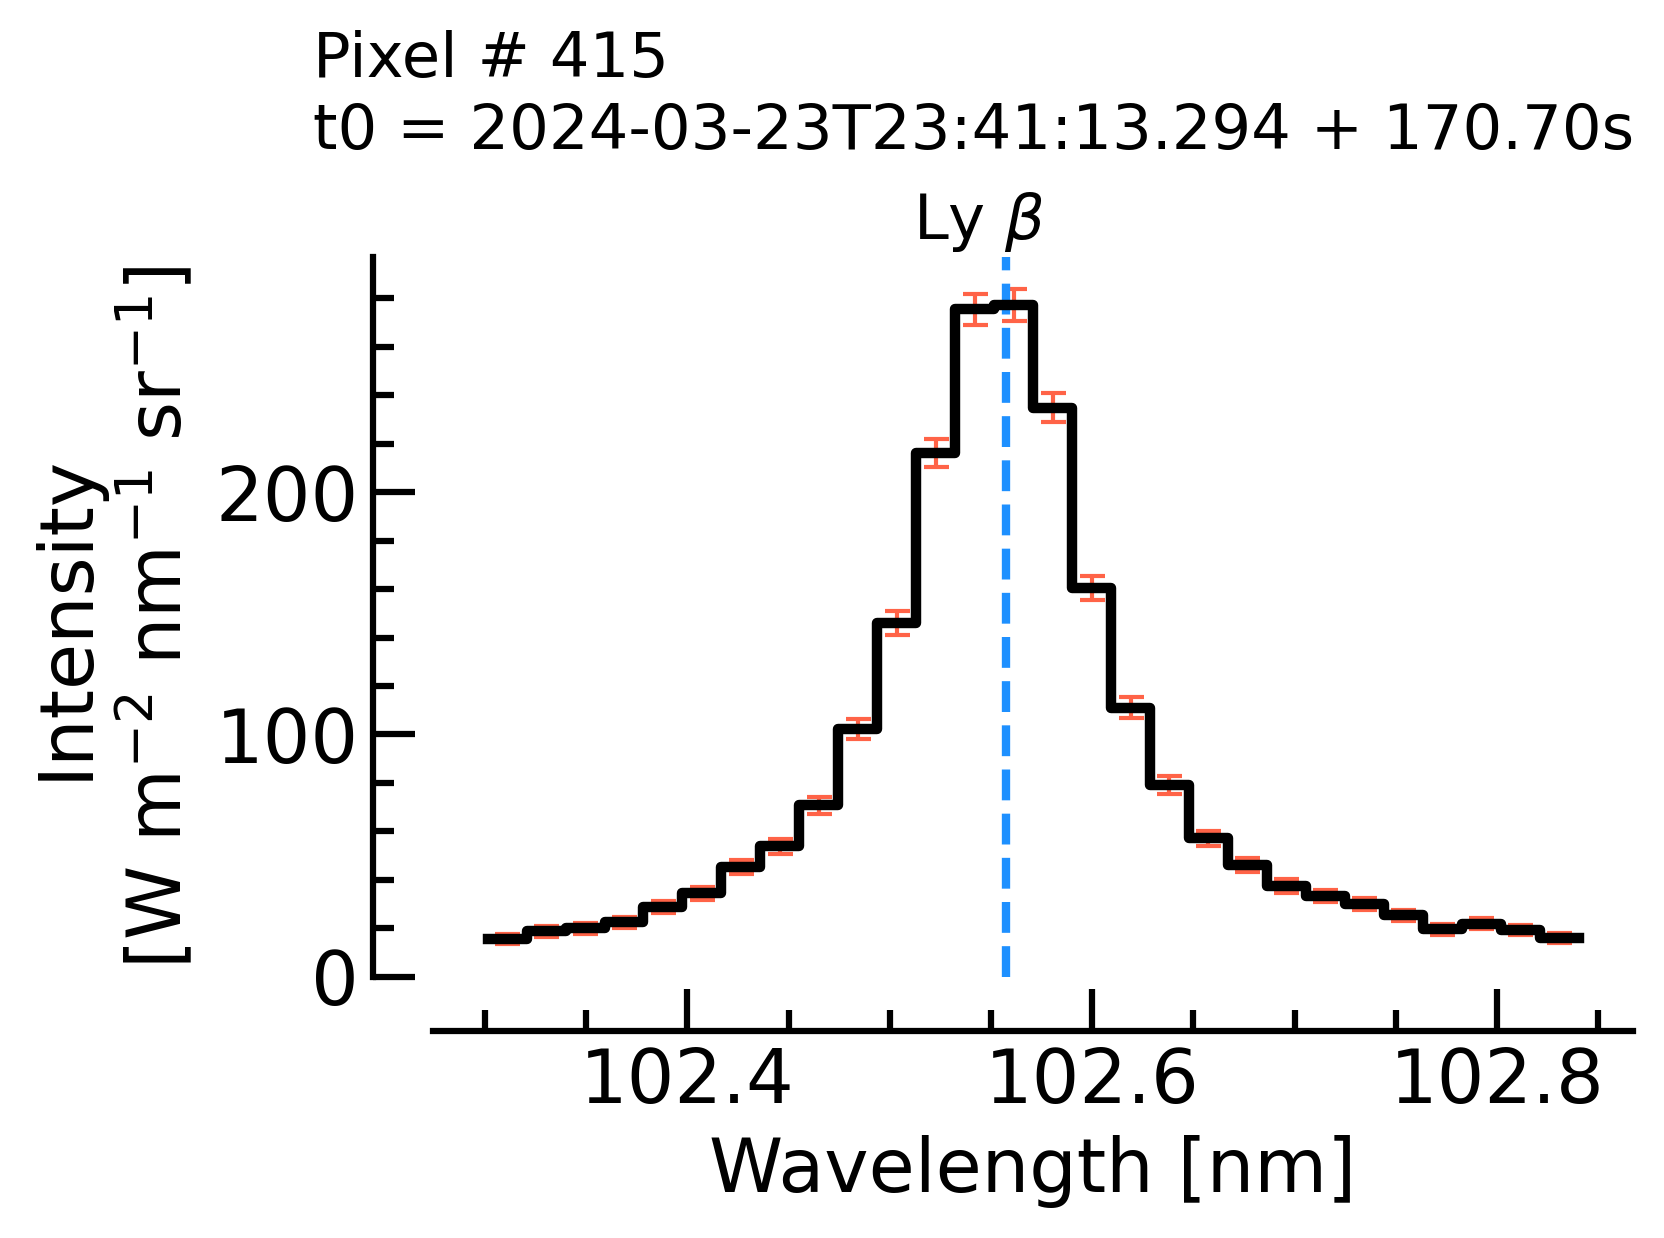 Pixel # 415
t0 = 2024-03-23T23:41:13.294 + 170.70s
Ly β
Intensity
[W m⁻² nm⁻¹ sr⁻¹]
200
100
0
102.4 102.6 102.8
Wavelength [nm]